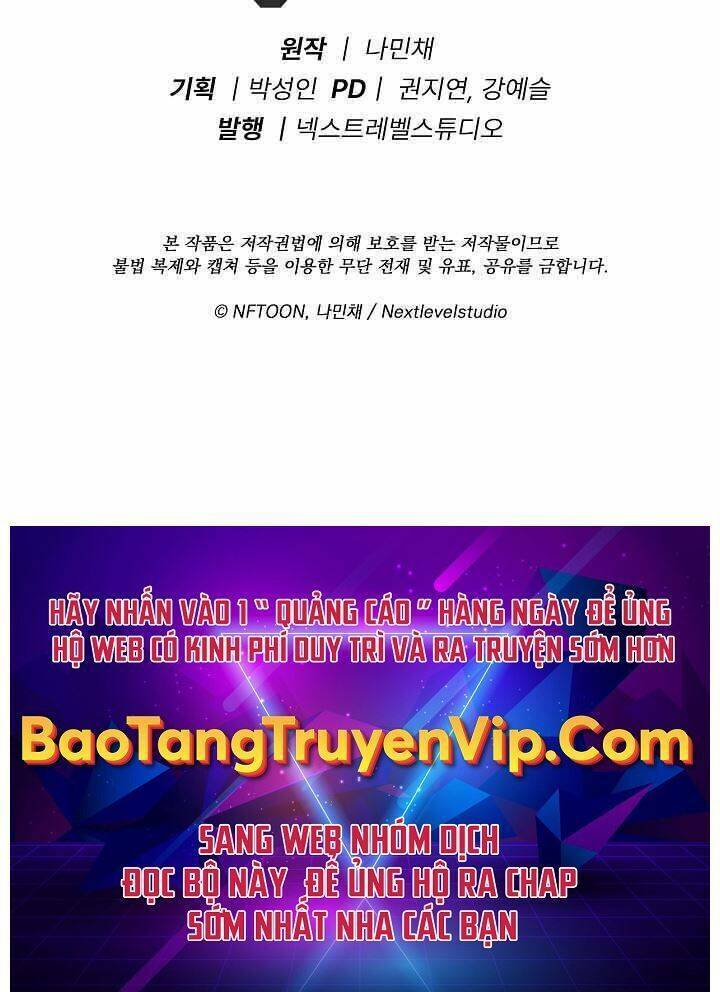 원작 | 나민채
기획 | 박성인 PD | 권지연, 강예슬
발행 | 넥스트레벨스튜디오
본 작품은 저작권법에 의해 보호를 받는 저작물이므로
불법 복제와 캡쳐 등을 이용한 무단 전재 및 유포, 공유를 금합니다.
© NFTOON, 나민채 / Nextlevelstudio
HÃY NHẤN VÀO 1 “ QUẢNG CÁO ” HÀNG NGÀY ĐỂ ỦNG
HỘ WEB CÓ KINH PHÍ DUY TRÌ VÀ RA TRUYỆN SỚM HƠN
BaoTangTruyenVip.Com
SANG WEB NHÓM DỊCH
ĐỌC BỘ NÀY ĐỂ ỦNG HỘ RA CHAP
SỚM NHẤT NHA CÁC BẠN